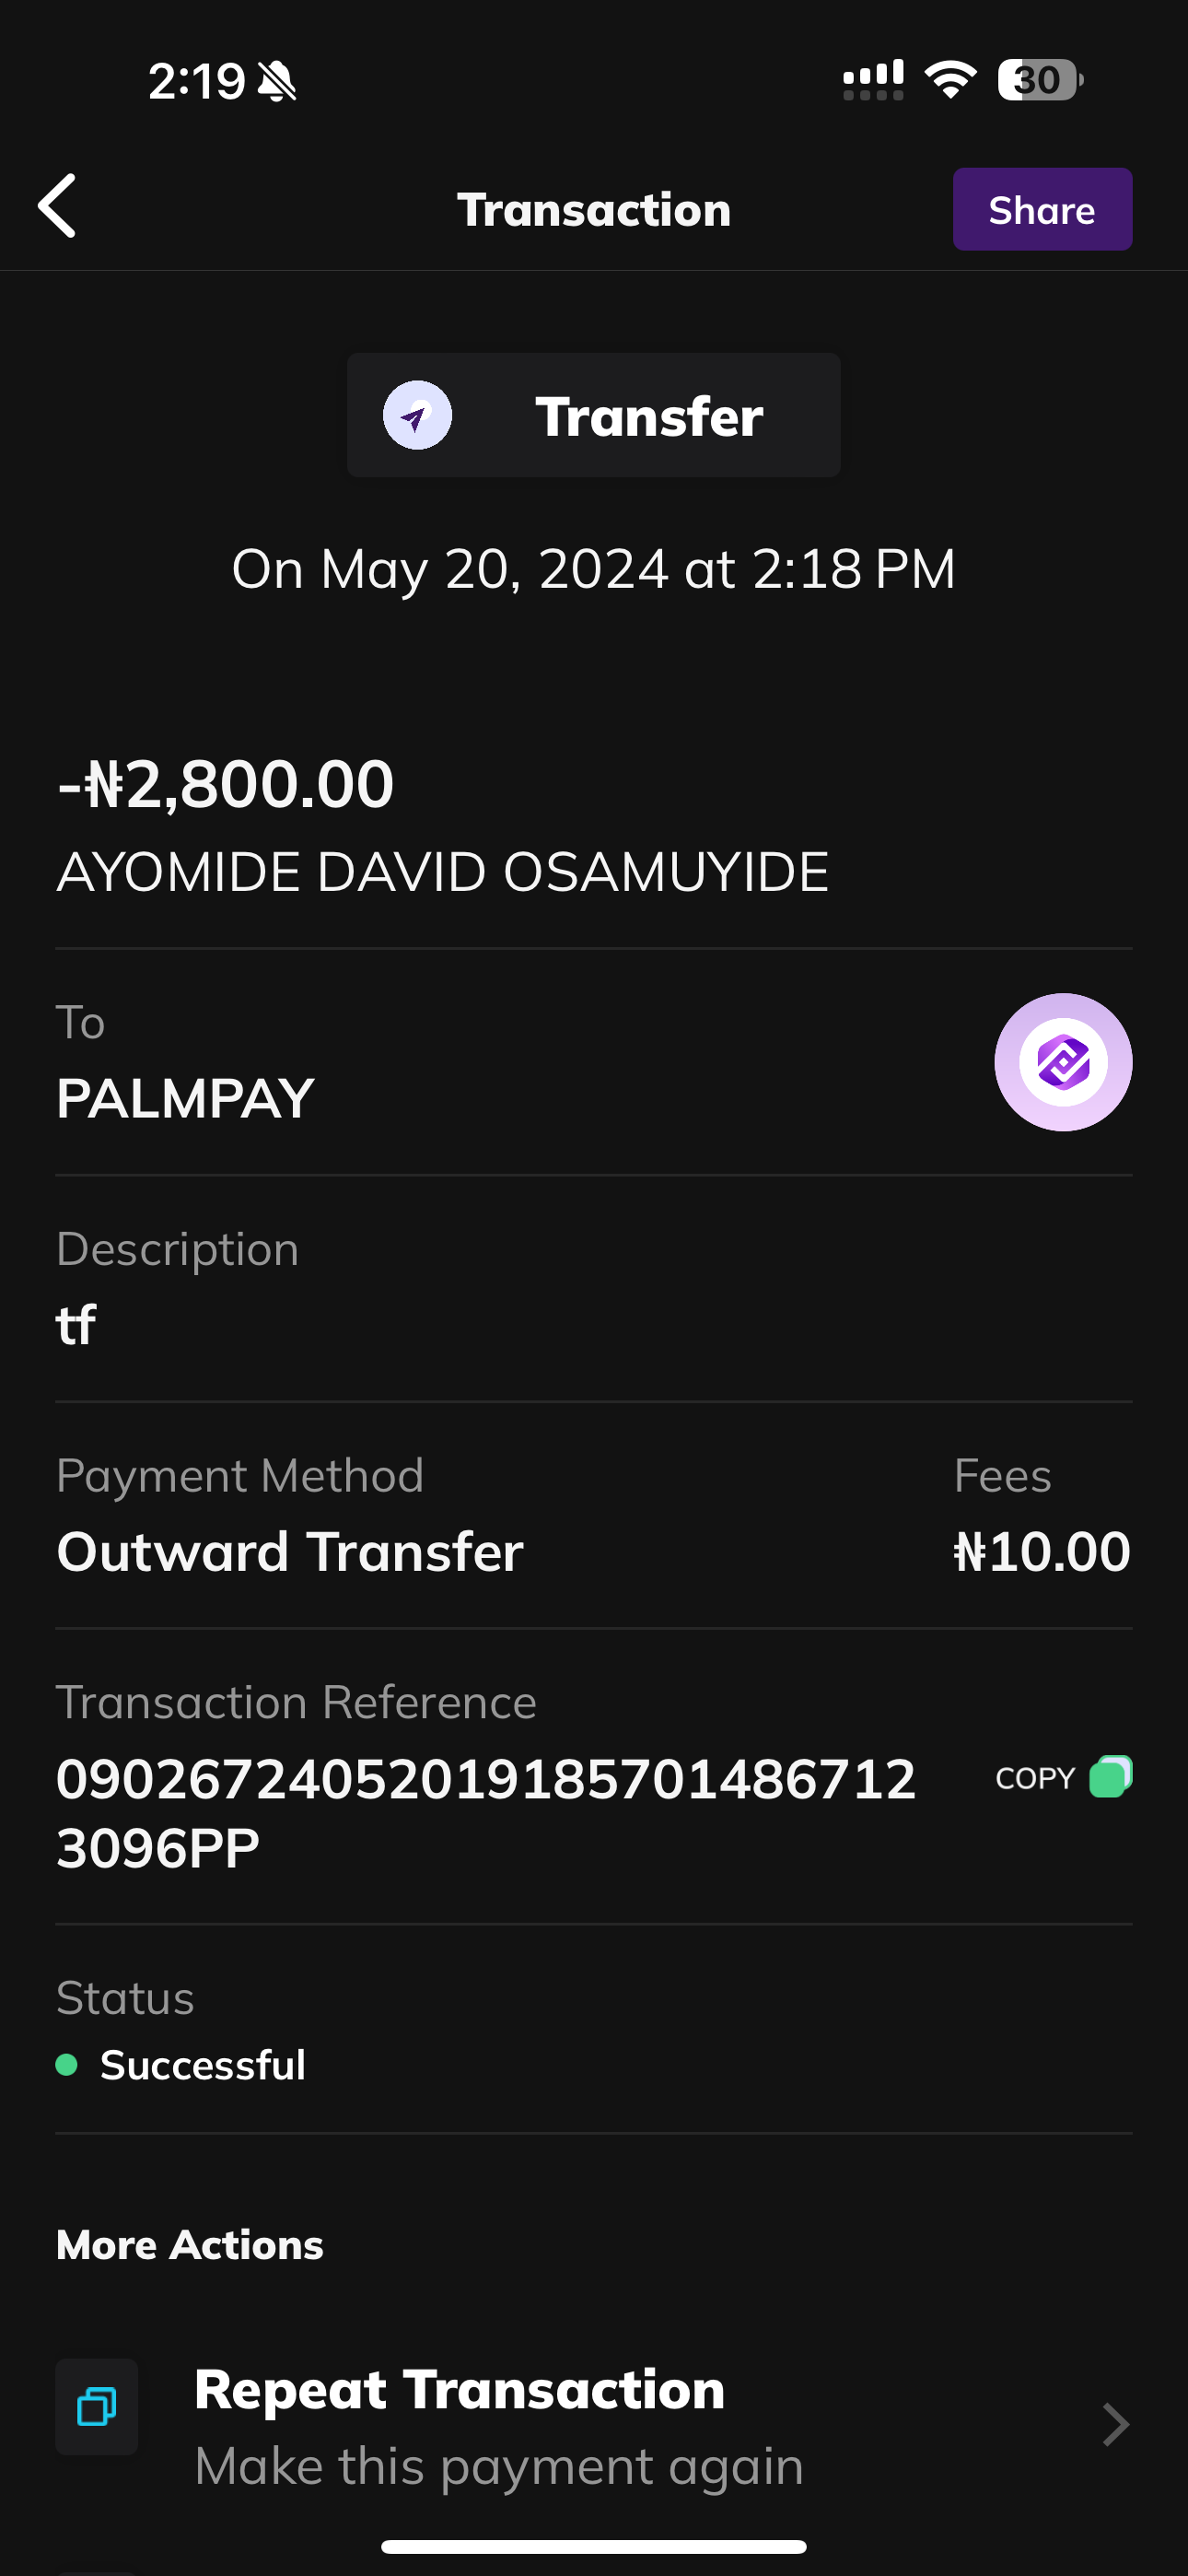 2:19
30
Transaction
Share
Transfer
On May 20, 2024 at 2:18 PM
-₦2,800.00
AYOMIDE DAVID OSAMUYIDE
To
PALMPAY
Description
tf
Payment Method
Fees
Outward Transfer
₦10.00
Transaction Reference
09026724052019185701486712
COPY
3096PP
Status
Successful
More Actions
Repeat Transaction
Make this payment again